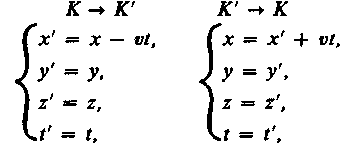 K → K′ K′ → K
x′ = x − vt, x = x′ + vt,
y′ = y, y = y′,
z′ = z, z = z′,
t′ = t, t = t′,